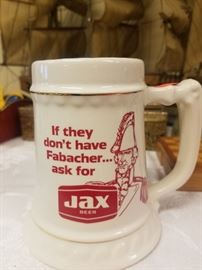 If they
don't have
Fabacher...
ask for
Jax
BEER